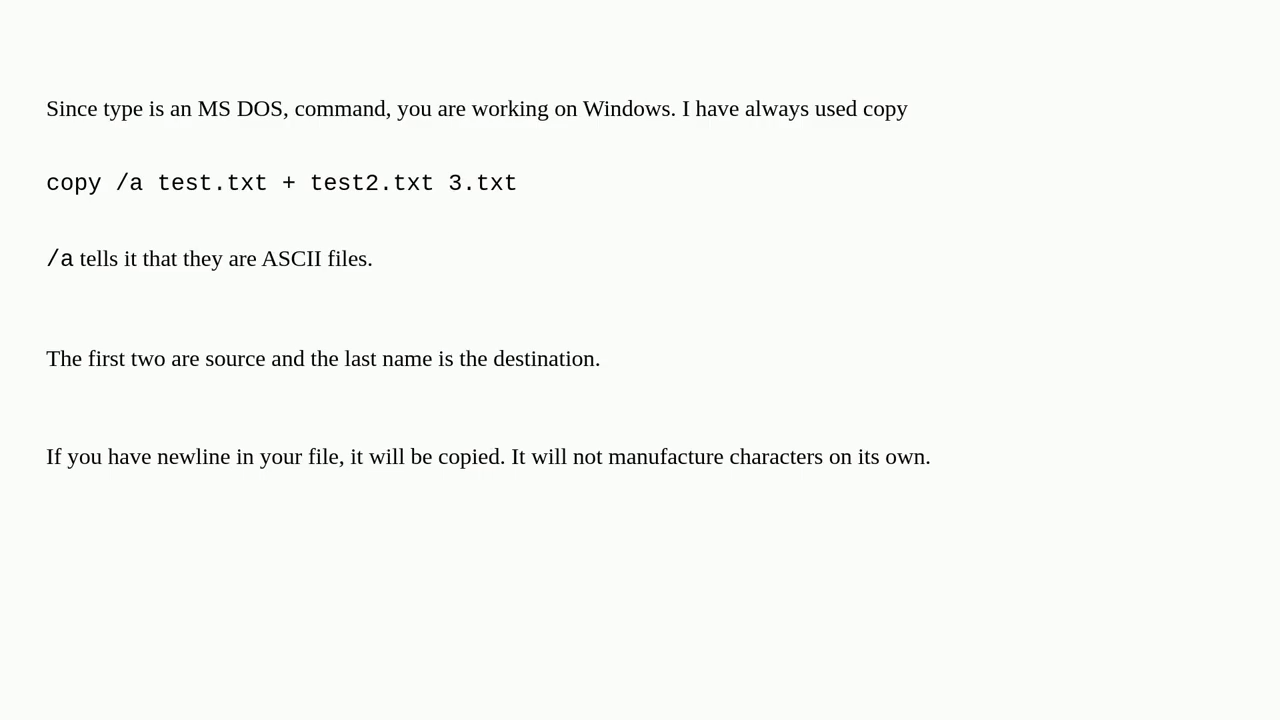 Since type is an MS DOS, command, you are working on Windows. I have always used copy
copy /a test.txt + test2.txt 3.txt
/a tells it that they are ASCII files.
The first two are source and the last name is the destination.
If you have newline in your file, it will be copied. It will not manufacture characters on its own.